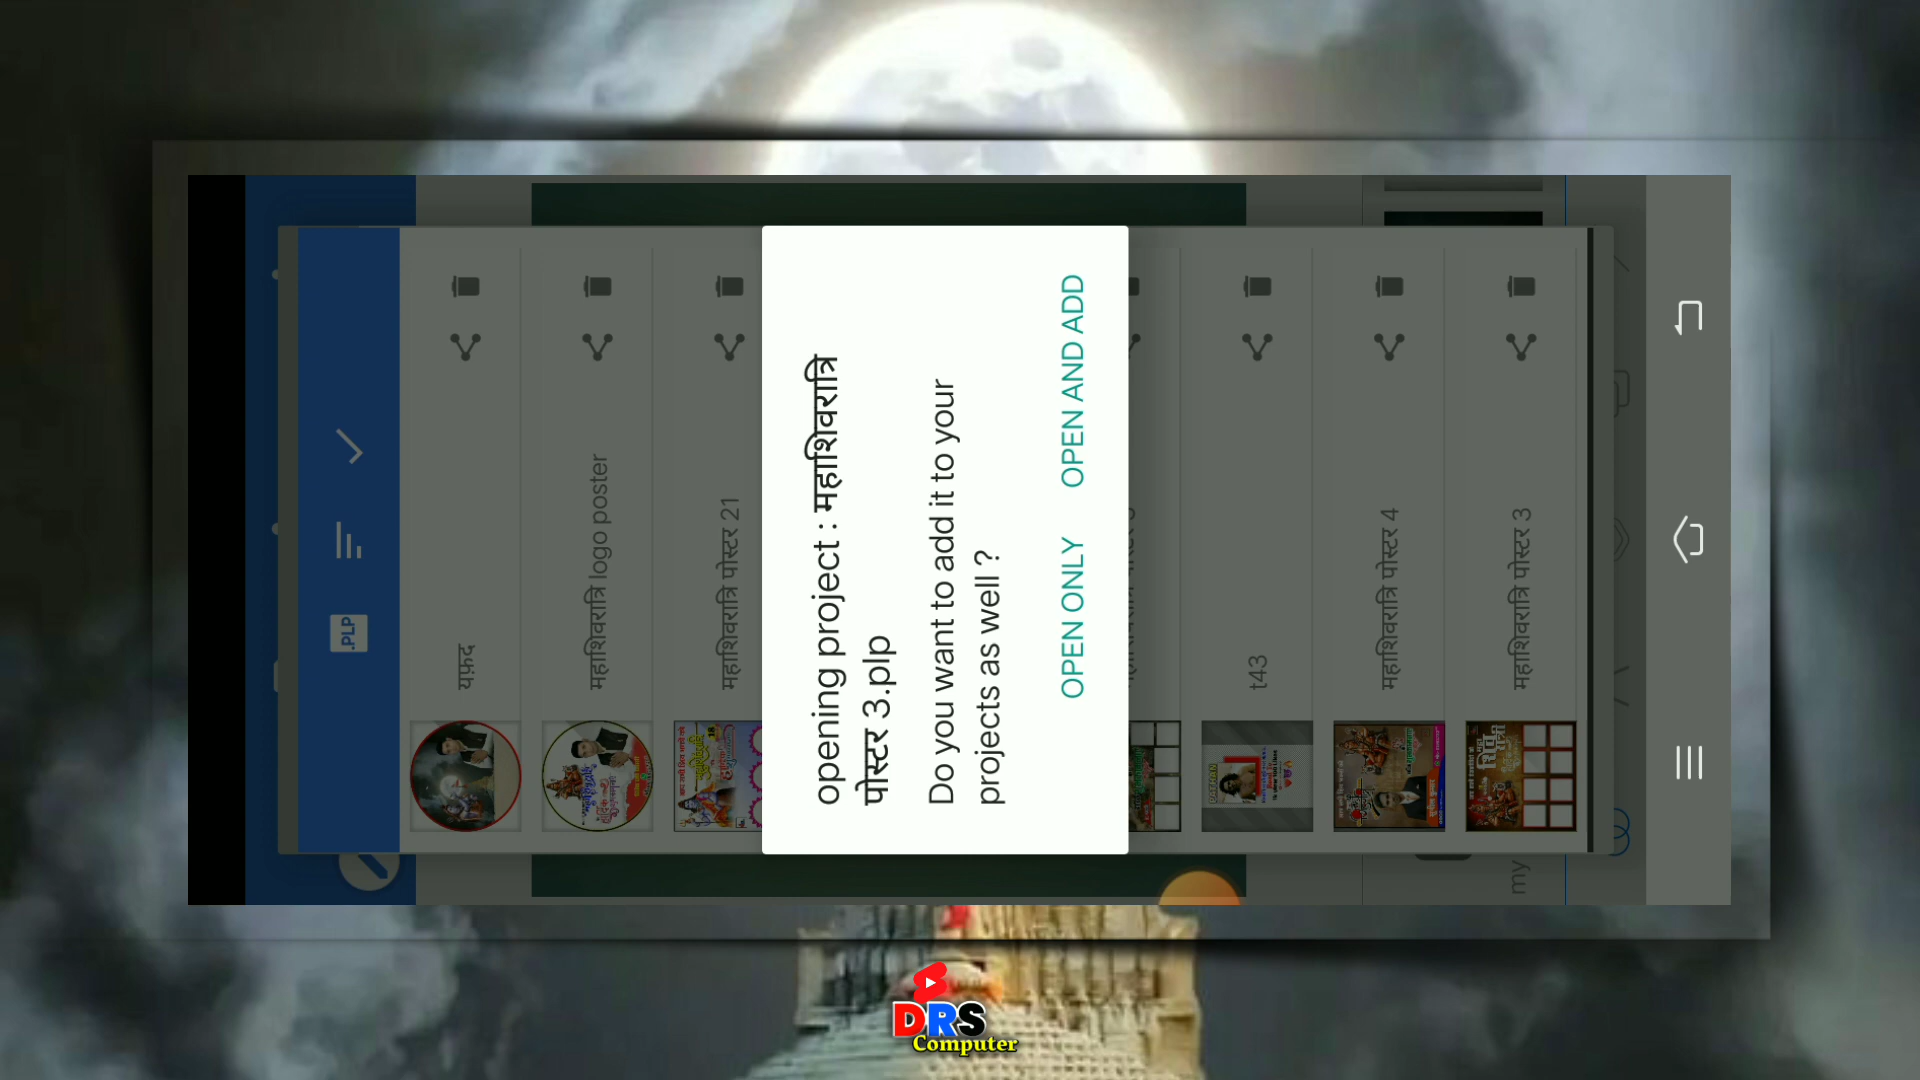 .PLP
यफ़द
महाशिवरात्रि logo poster
महाशिवरात्रि पोस्टर 21
opening project : महाशिवरात्रि
पोस्टर 3.plp
Do you want to add it to your
projects as well ?
OPEN ONLY
OPEN AND ADD
t43
महाशिवरात्रि पोस्टर 4
महाशिवरात्रि पोस्टर 3
my
DRS
Computer